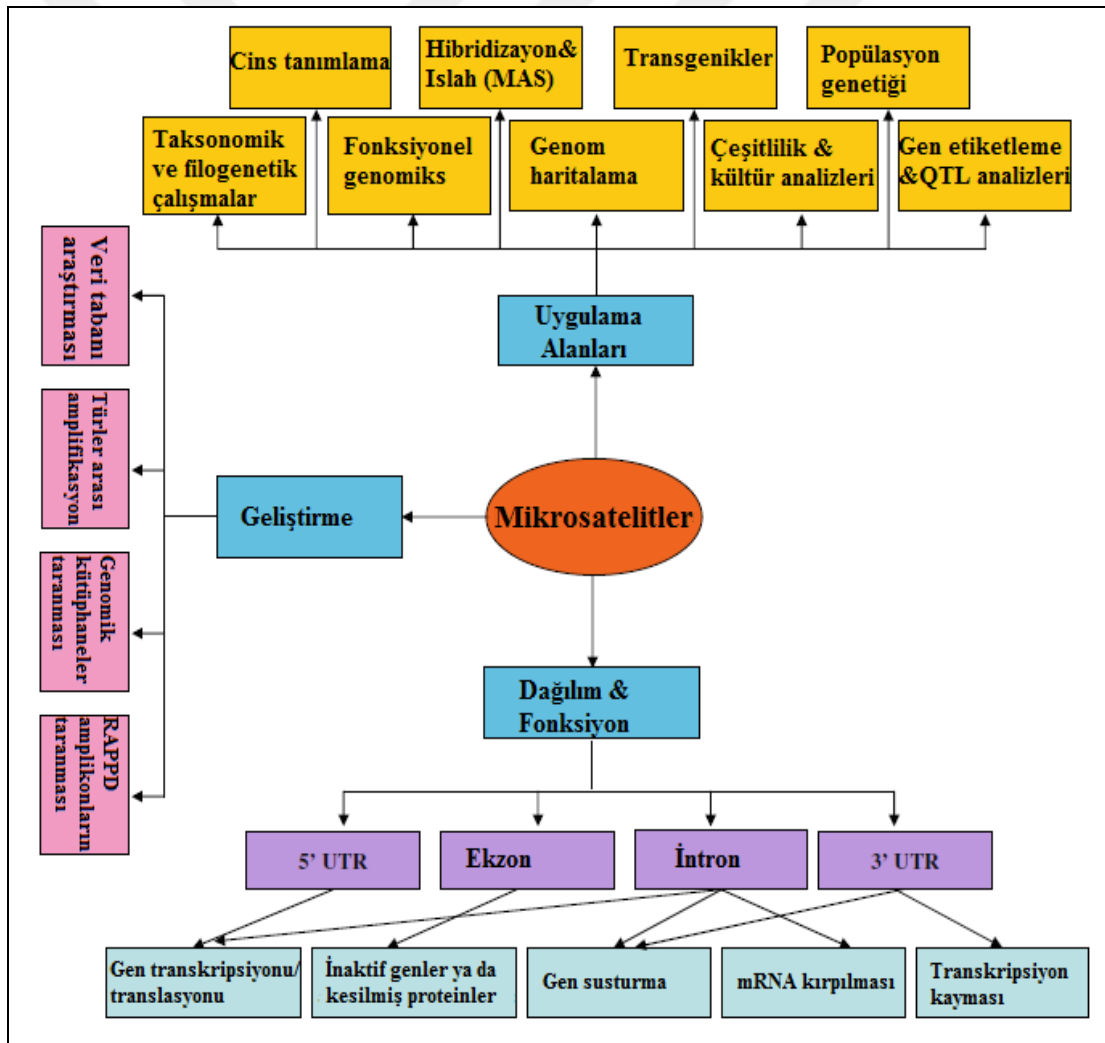 Cins tanımlama
Hibridizayon&
Islah (MAS)
Transgenikler
Popülasyon
genetiği
Taksonomik
ve filogenetik
çalışmalar
Fonksiyonel
genomiks
Genom
haritalama
Çeşitlilik &
kültür analizleri
Gen etiketleme
&QTL analizleri
Uygulama
Alanları
Veri tabanı
araştırması
Türler arası
amplifikasyon
Genomik
kütüphaneler
taranması
RAPPD
amplikonların
taranması
Geliştirme
Mikrosatelitler
Dağılım &
Fonksiyon
5' UTR
Ekzon
İntron
3' UTR
Gen transkripsiyonu/
translasyonu
İnaktif genler ya da
kesilmiş proteinler
Gen susturma
mRNA kırpılması
Transkripsiyon
kayması